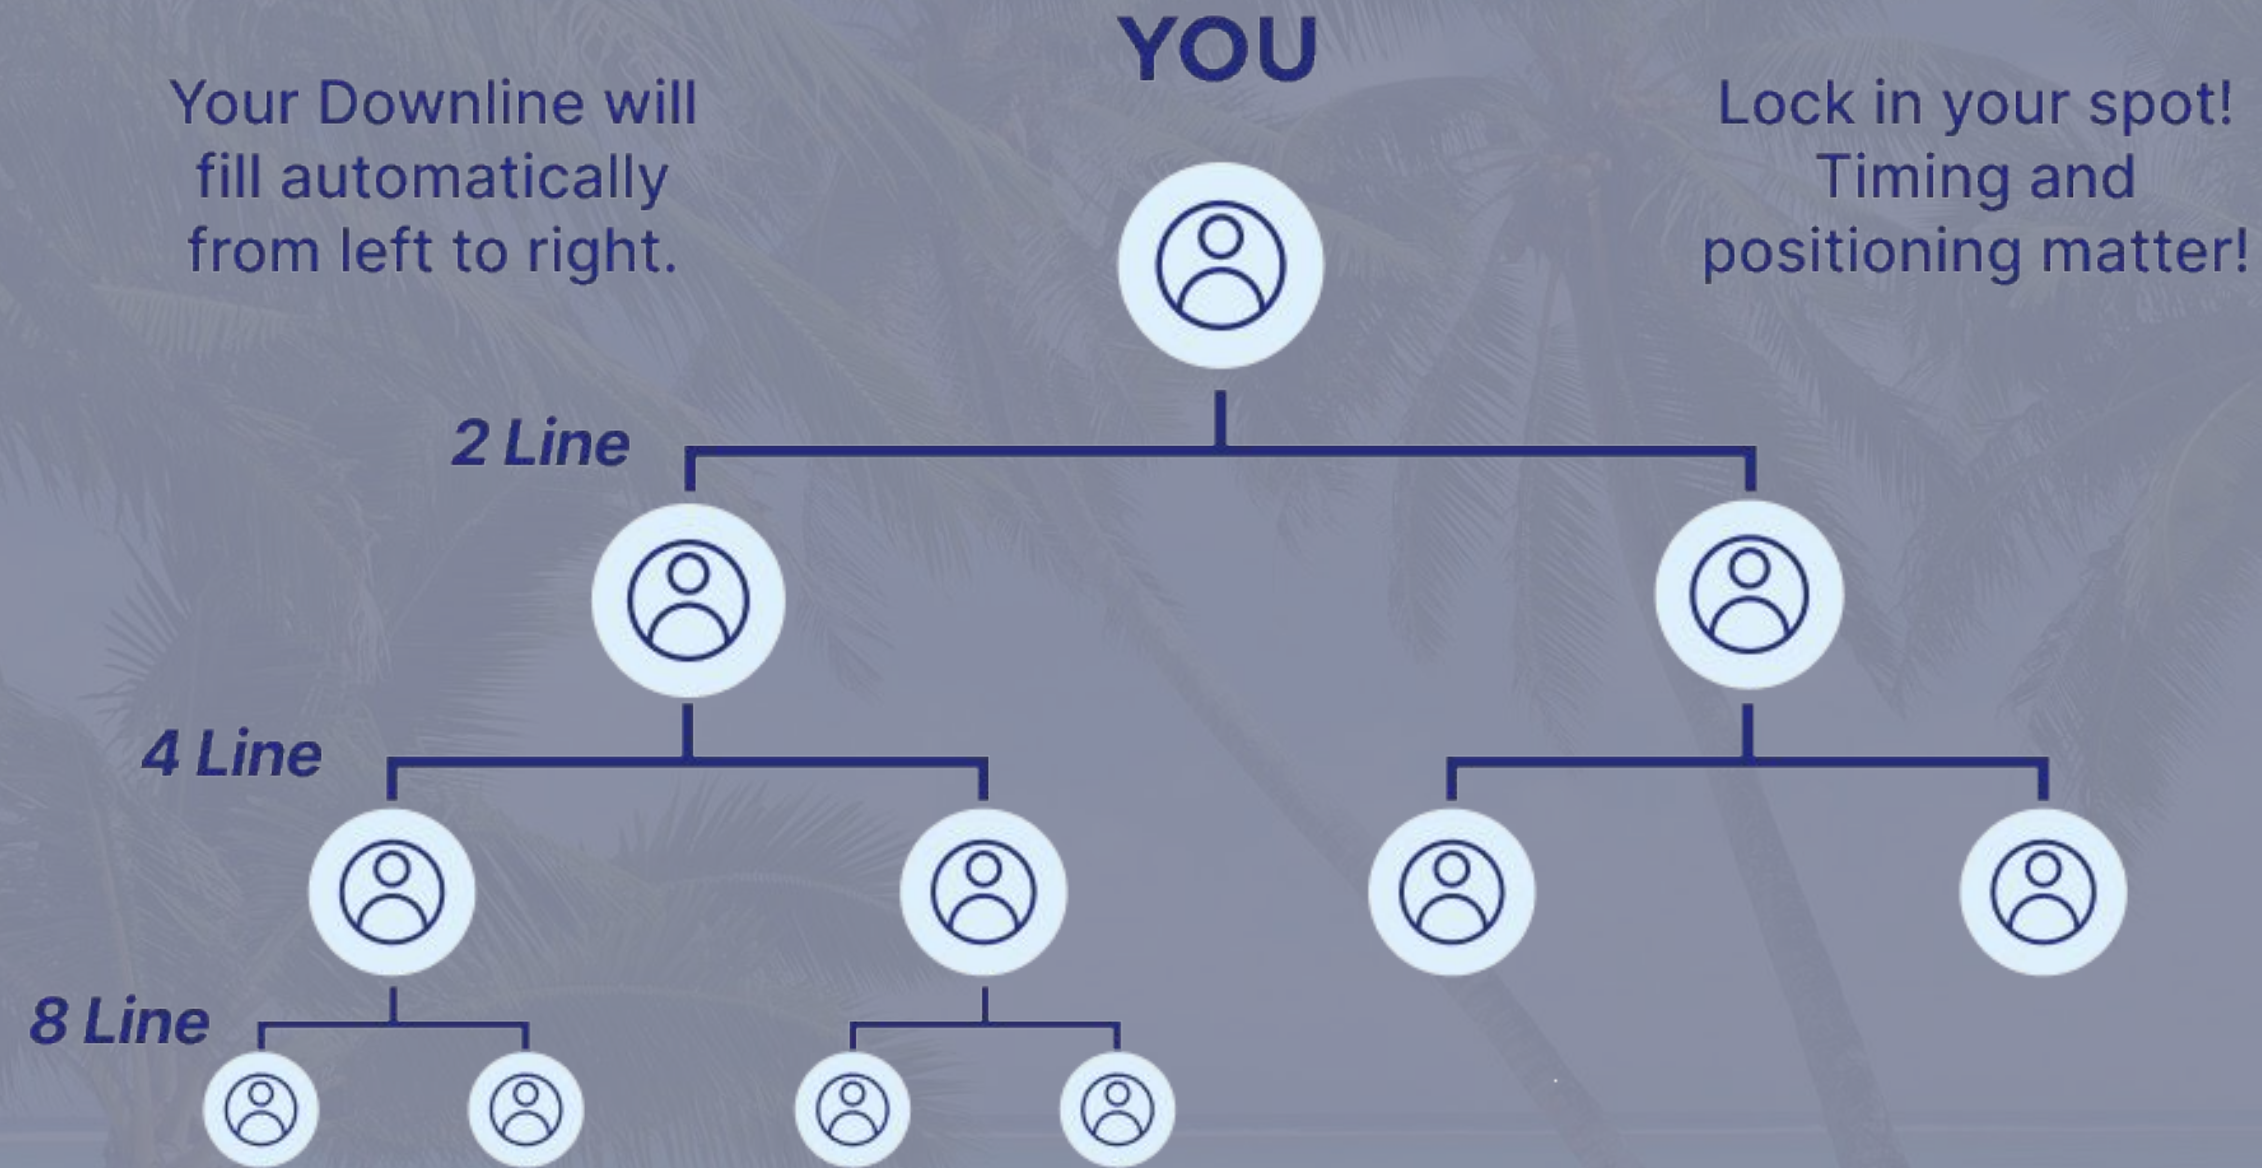 YOU
Your Downline will
fill automatically
from left to right.
Lock in your spot!
Timing and
positioning matter!
2 Line
4 Line
8 Line